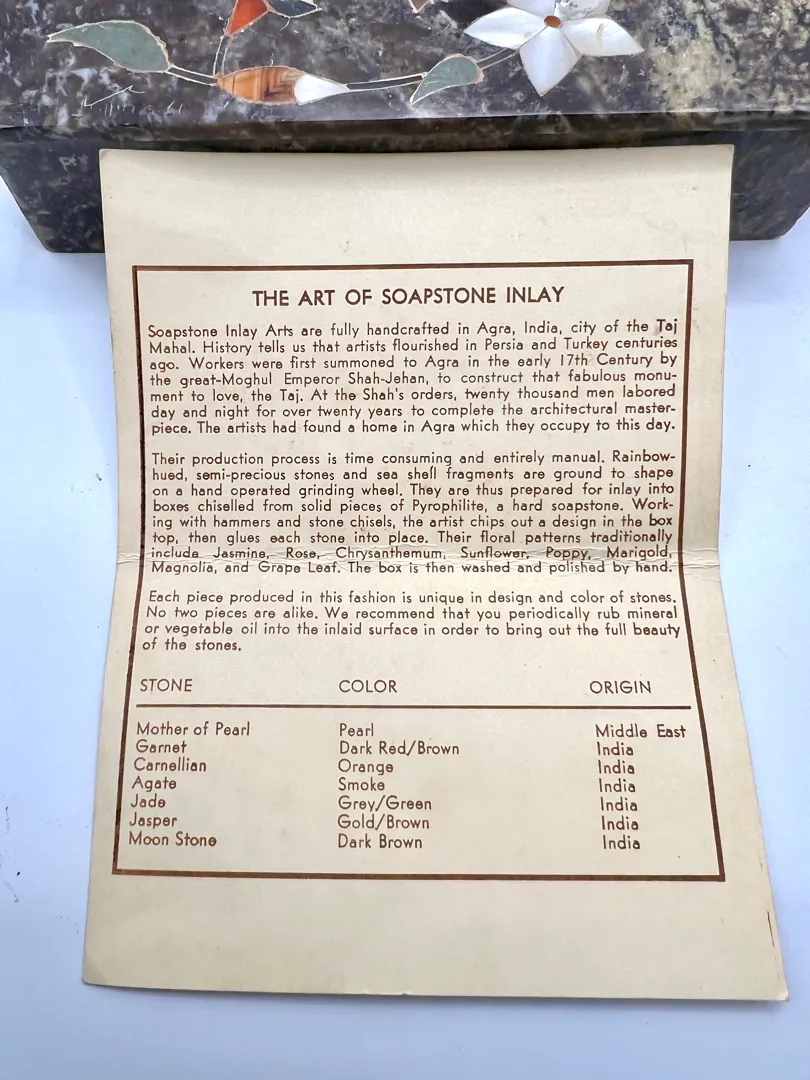 THE ART OF SOAPSTONE INLAY
Soapstone Inlay Arts are fully handcrafted in Agra, India, city of the Taj
Mahal. History tells us that artists flourished in Persia and Turkey centuries
ago. Workers were first summoned to Agra in the early 17th Century by
the great-Moghul Emperor Shah-Jehan, to construct that fabulous monu-
ment to love, the Taj. At the Shah's orders, twenty thousand men labored
day and night for over twenty years to complete the architectural master-
piece. The artists had found a home in Agra which they occupy to this day.
Their production process is time consuming and entirely manual. Rainbow-
hued, semi-precious stones and sea shell fragments are ground to shape
on a hand operated grinding wheel. They are thus prepared for inlay into
boxes chiselled from solid pieces of Pyrophilite, a hard soapstone. Work-
ing with hammers and stone chisels, the artist chips out a design in the box
top, then glues each stone into place. Their floral patterns traditionally
include Jasmine, Rose, Chrysanthemum, Sunflower, Poppy, Marigold,
Magnolia, and Grape Leaf. The box is then washed and polished by hand.
Each piece produced in this fashion is unique in design and color of stones.
No two pieces are alike. We recommend that you periodically rub mineral
or vegetable oil into the inlaid surface in order to bring out the full beauty
of the stones.
STONE COLOR ORIGIN
Mother of Pearl Pearl Middle East
Garnet Dark Red/Brown India
Carnellian Orange India
Agate Smoke India
Jade Grey/Green India
Jasper Gold/Brown India
Moon Stone Dark Brown India